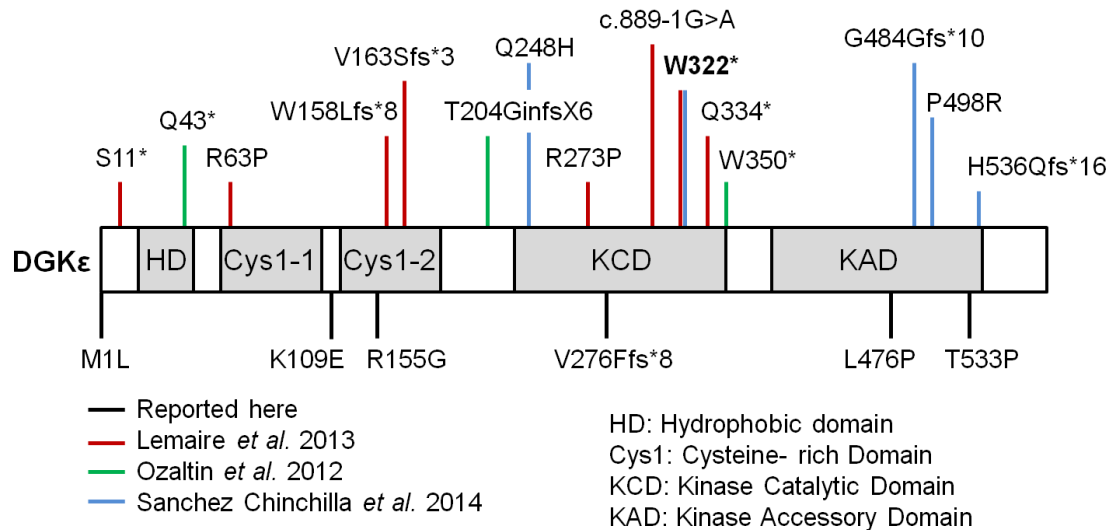 c.889-1G>A
V163Sfs*3
Q248H
W322*
G484Gfs*10
W158Lfs*8
T204GinfsX6
Q334*
P498R
Q43*
S11*
R63P
R273P
W350*
H536Qfs*16
DGKε
HD
Cys1-1
Cys1-2
KCD
KAD
M1L
K109E
R155G
V276Ffs*8
L476P
T533P
Reported here
Lemaire et al. 2013
Ozaltin et al. 2012
Sanchez Chinchilla et al. 2014
HD: Hydrophobic domain
Cys1: Cysteine- rich Domain
KCD: Kinase Catalytic Domain
KAD: Kinase Accessory Domain